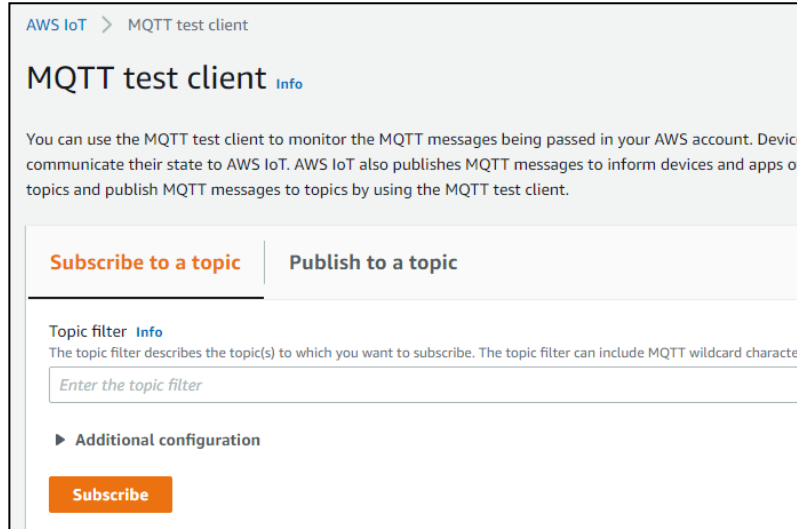 AWS IoT > MQTT test client
MQTT test client Info
You can use the MQTT test client to monitor the MQTT messages being passed in your AWS account.
communicate their state to AWS IoT. AWS IoT also publishes MQTT messages to inform devices and apps
topics and publish MQTT messages to topics by using the MQTT test client.
Subscribe to a topic Publish to a topic
Topic filter Info
The topic filter describes the topic(s) to which you want to subscribe. The topic filter can include MQTT wildcard
Enter the topic filter
Additional configuration
Subscribe